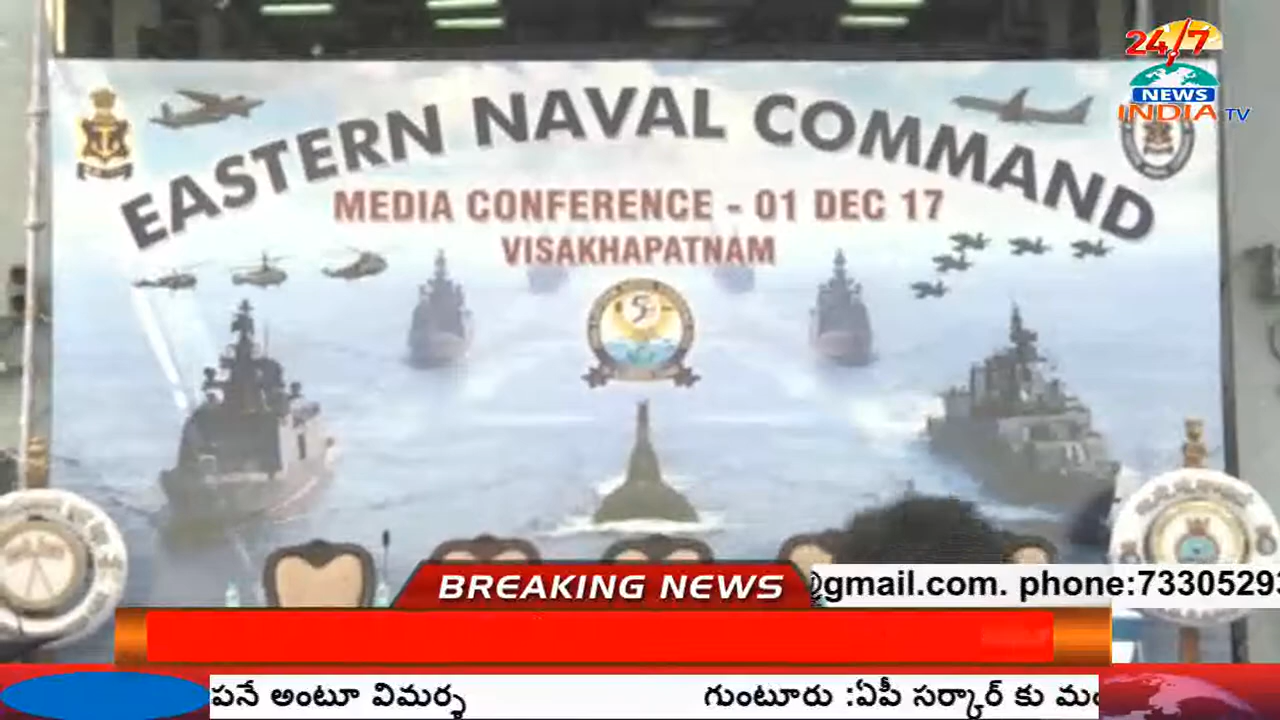 24/7
NEWS
INDIA TV
EASTERN NAVAL COMMAND
MEDIA CONFERENCE - 01 DEC 17
VISAKHAPATNAM
BREAKING NEWS
@gmail.com. phone:7330529
పనే అంటూ విమర్శ
గుంటూరు :ఏపీ సర్కార్ కు